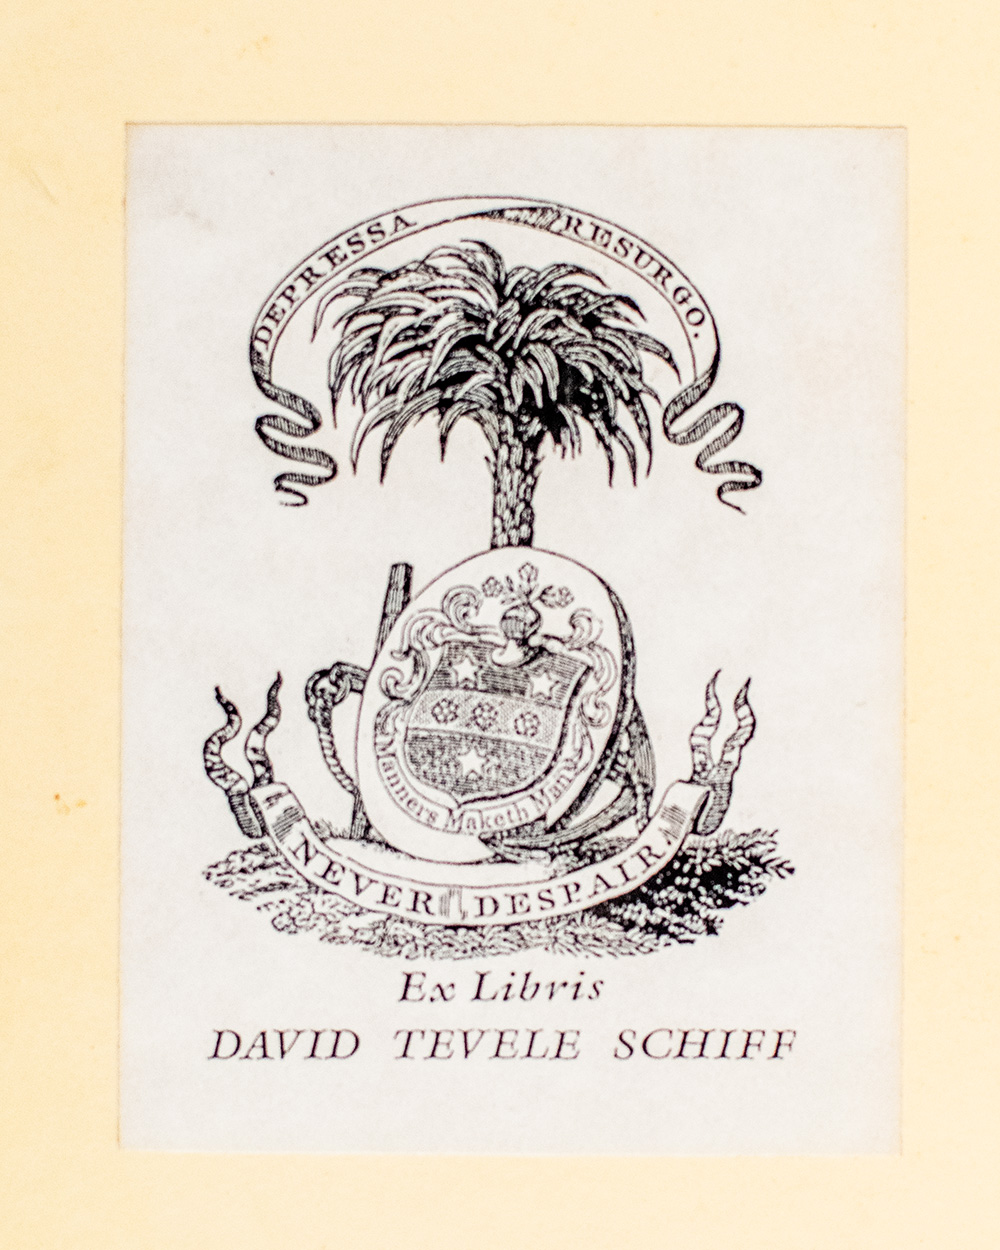 DEPRESSA RESURGO.
Manners Maketh Man
NEVER DESPAIR
Ex Libris
DAVID TEVELE SCHIFF